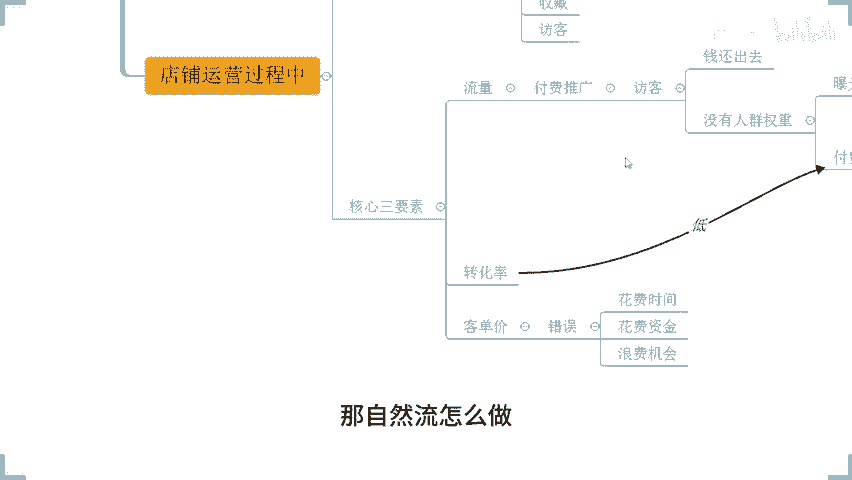 收藏
访客
店铺运营过程中
钱还出去
流量
付费推广
访客
没有人群权重
核心三要素
低
转化率
花费时间
客单价
错误
花费资金
浪费机会
那自然流怎么做